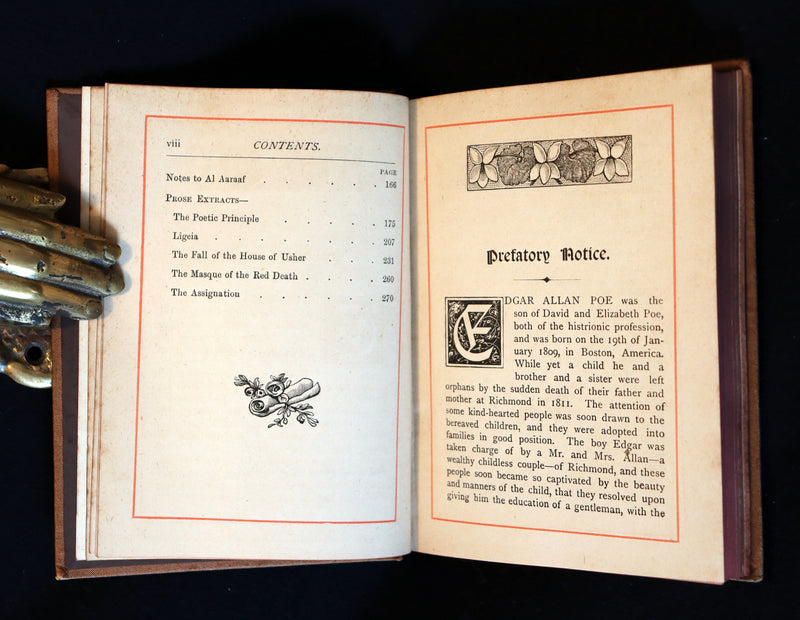 viii CONTENTS.
PAGE
Notes to Al Aaraaf . . . . . . 166
PROSE EXTRACTS—
The Poetic Principle . . . . . 175
Ligeia . . . . . . . . 207
The Fall of the House of Usher . . . 231
The Masque of the Red Death . . . . 260
The Assignation . . . . . . 270
Prefatory Notice.
EDGAR ALLAN POE was the
son of David and Elizabeth Poe,
both of the histrionic profession,
and was born on the 19th of Jan-
uary 1809, in Boston, America.
While yet a child he and a
brother and a sister were left
orphans by the sudden death of their father and
mother at Richmond in 1811. The attention of
some kind-hearted people was soon drawn to the
bereaved children, and they were adopted into
families in good position. The boy Edgar was
taken charge of by a Mr. and Mrs. Allan—a
wealthy childless couple—of Richmond, and these
people soon became so captivated by the beauty
and manners of the child, that they resolved upon
giving him the education of a gentleman, with the